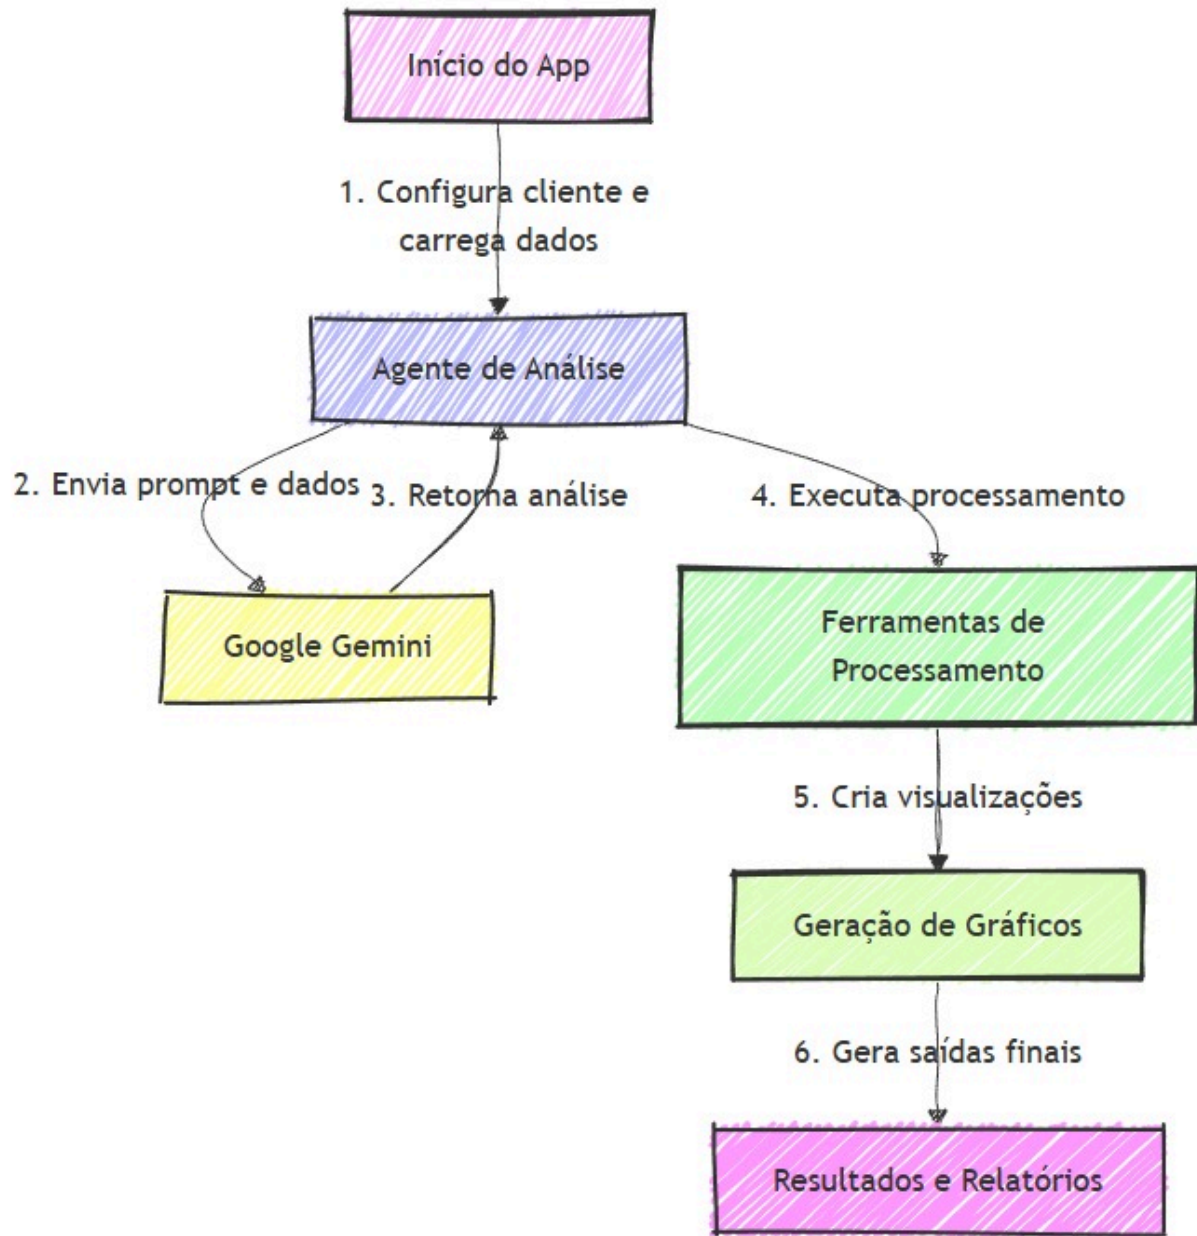 Início do App
1. Configura cliente e
carrega dados
Agente de Análise
2. Envia prompt e dados
3. Retorna análise
4. Executa processamento
Google Gemini
Ferramentas de
Processamento
5. Cria visualizações
Geração de Gráficos
6. Gera saídas finais
Resultados e Relatórios